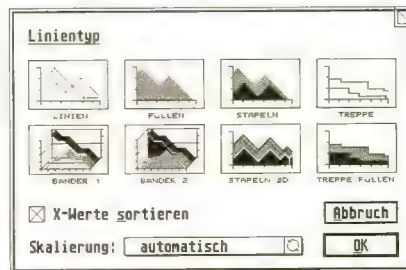 Linientyp
LINIEN FÜLLEN STAPELN TREPPE
BÄNDER 1 BÄNDER 2 STAPELN 3D TREPPE FÜLLEN
X-Werte sortieren
Abbruch
Skalierung: automatisch
OK